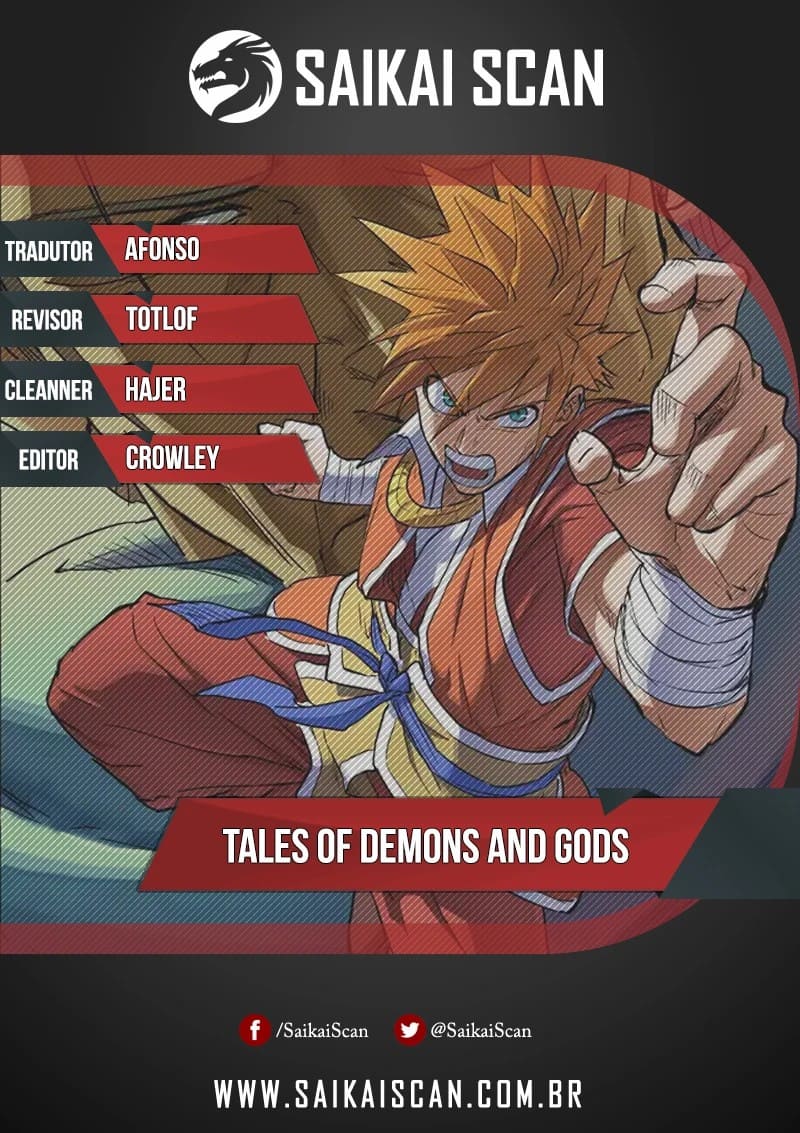 SAIKAI SCAN
TRADUTOR AFONSO
REVISOR TOTLOF
CLEANNER HAJER
EDITOR CROWLEY
TALES OF DEMONS AND GODS
f /SaikaiScan @SaikaiScan
WWW.SAIKAISCAN.COM.BR